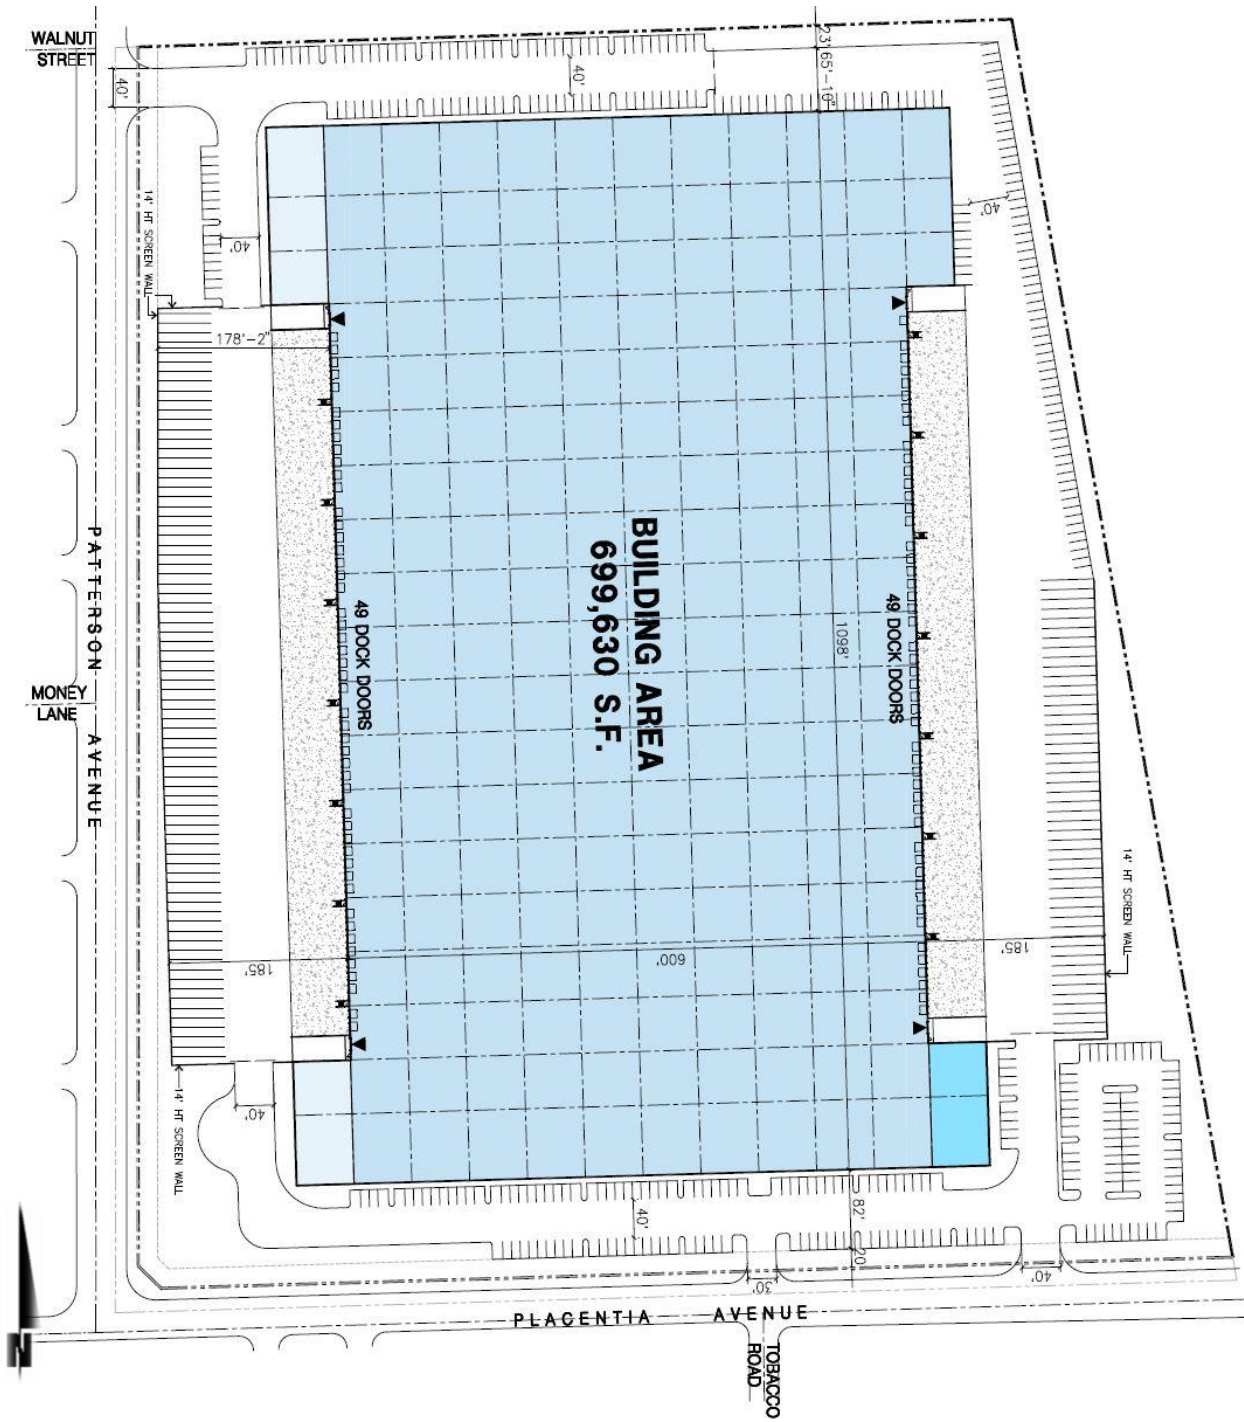 WALNUT
STREET
40'
40'
23'
65'-10"
40'
14' HT SCREEN WALL
40'
178'-2"
BUILDING AREA
699,630 S.F.
49 DOCK DOORS
49 DOCK DOORS
1098'
PATTERSON AVENUE
MONEY
LANE
14' HT SCREEN WALL
185'
600'
185'
14' HT SCREEN WALL
40'
40'
82'
20'
30'
40'
PLACENTIA AVENUE
TOBACCO
ROAD
N